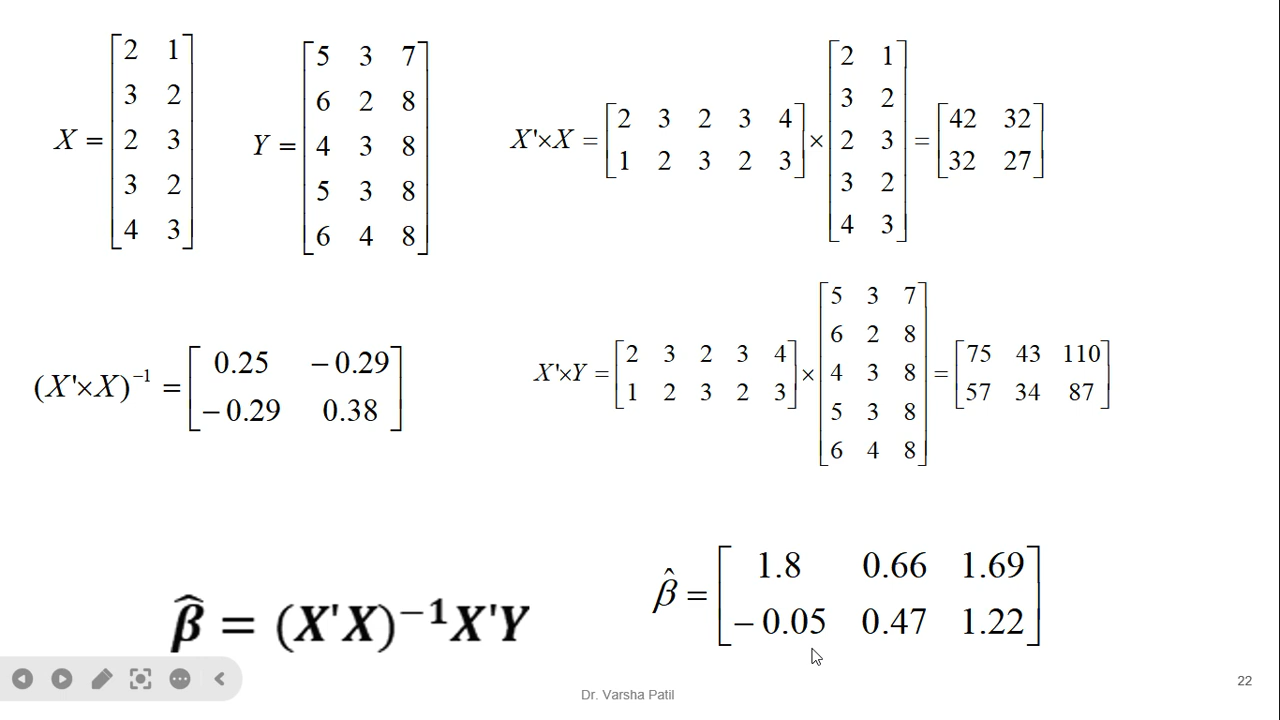 X = [2 1
3 2
2 3
3 2
4 3]
Y = [5 3 7
6 2 8
4 3 8
5 3 8
6 4 8]
X'×X = [2 3 2 3 4
1 2 3 2 3] × [2 1
3 2
2 3
3 2
4 3] = [42 32
32 27]
(X'×X)⁻¹ = [0.25 −0.29
−0.29 0.38]
X'×Y = [2 3 2 3 4
1 2 3 2 3] × [5 3 7
6 2 8
4 3 8
5 3 8
6 4 8] = [75 43 110
57 34 87]
β̂ = (X'X)⁻¹X'Y
β̂ = [1.8 0.66 1.69
−0.05 0.47 1.22]
Dr. Varsha Patil
22